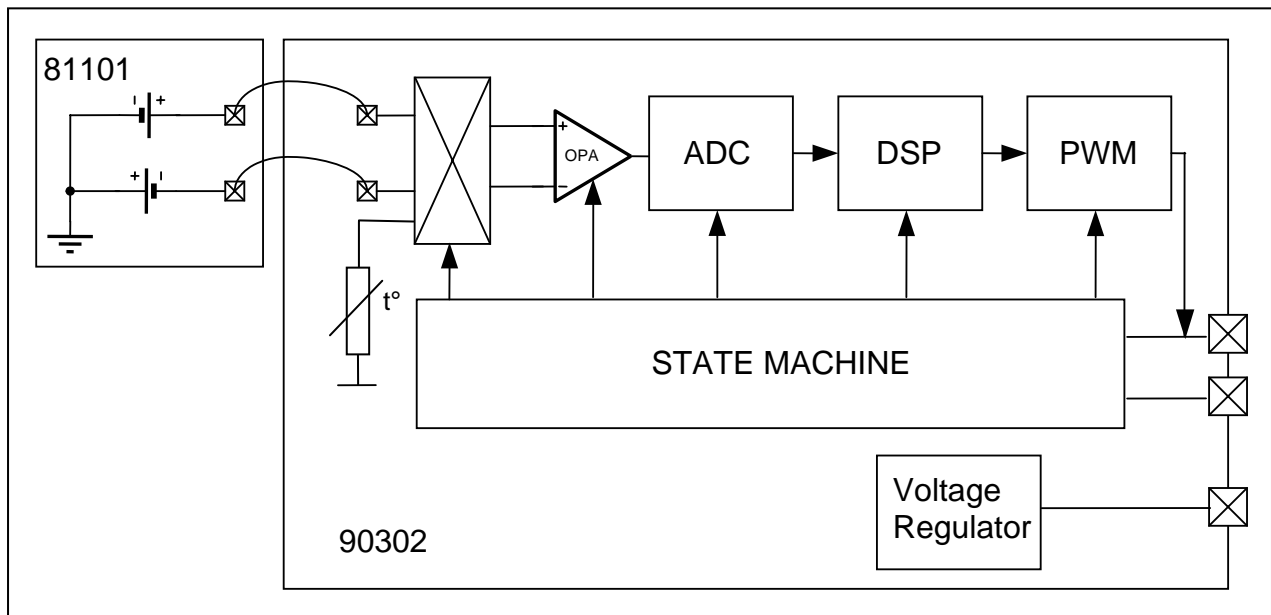 81101
- +
+ -
+
OPA
-
ADC
DSP
PWM
t°
STATE MACHINE
Voltage
Regulator
90302